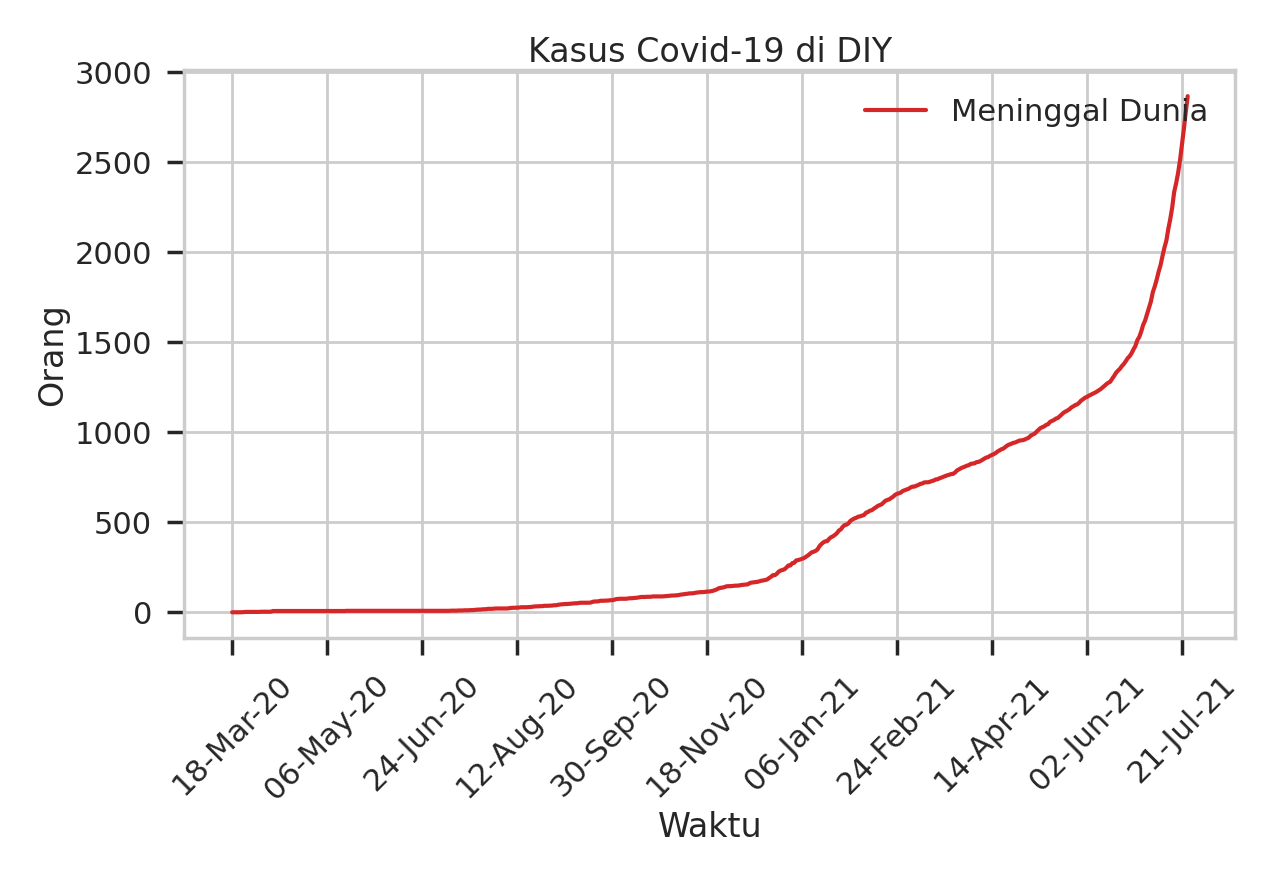 Kasus Covid-19 di DIY
Meninggal Dunia
3000
2500
2000
1500
1000
500
0
Orang
18-Mar-20
06-May-20
24-Jun-20
12-Aug-20
30-Sep-20
18-Nov-20
06-Jan-21
24-Feb-21
14-Apr-21
02-Jun-21
21-Jul-21
Waktu